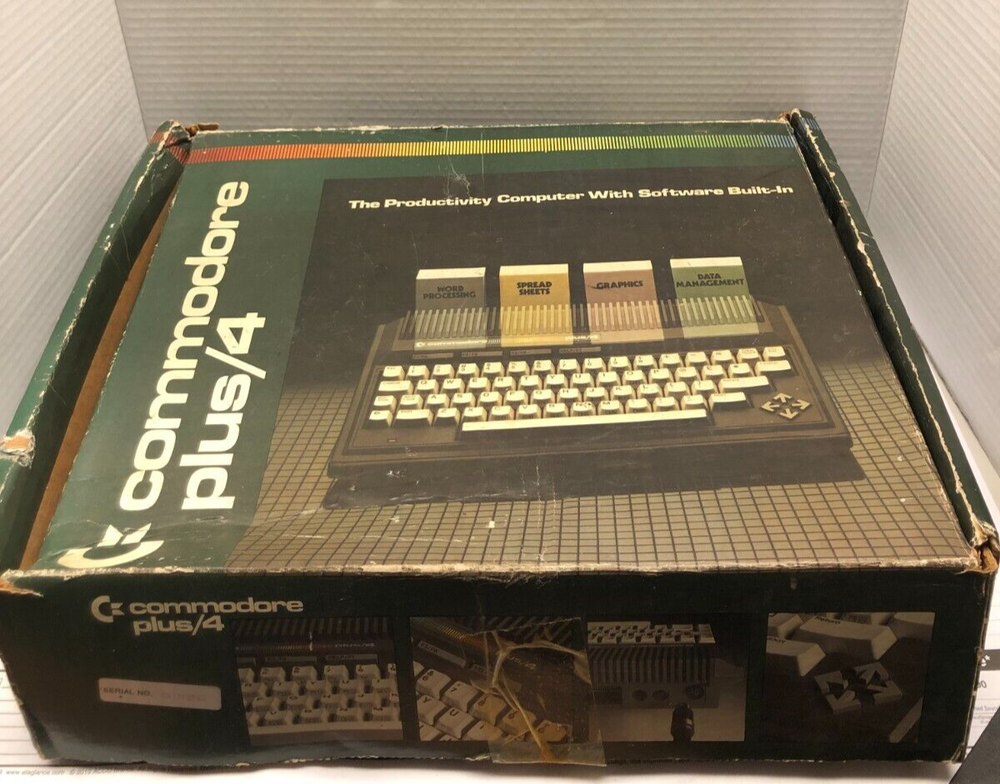 commodore
plus/4
The Productivity Computer With Software Built-In
WORD
PROCESSING
SPREAD
SHEETS
GRAPHICS
DATA
MANAGEMENT
commodore
commodore
plus/4
SERIAL NO.